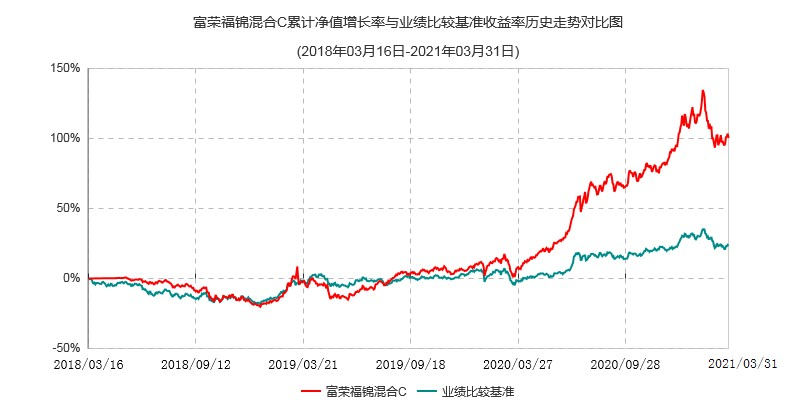 富荣福锦混合C累计净值增长率与业绩比较基准收益率历史走势对比图
(2018年03月16日-2021年03月31日)
150%
100%
50%
0%
-50%
2018/03/16 2018/09/12 2019/03/21 2019/09/18 2020/03/27 2020/09/28 2021/03/31
富荣福锦混合C 业绩比较基准